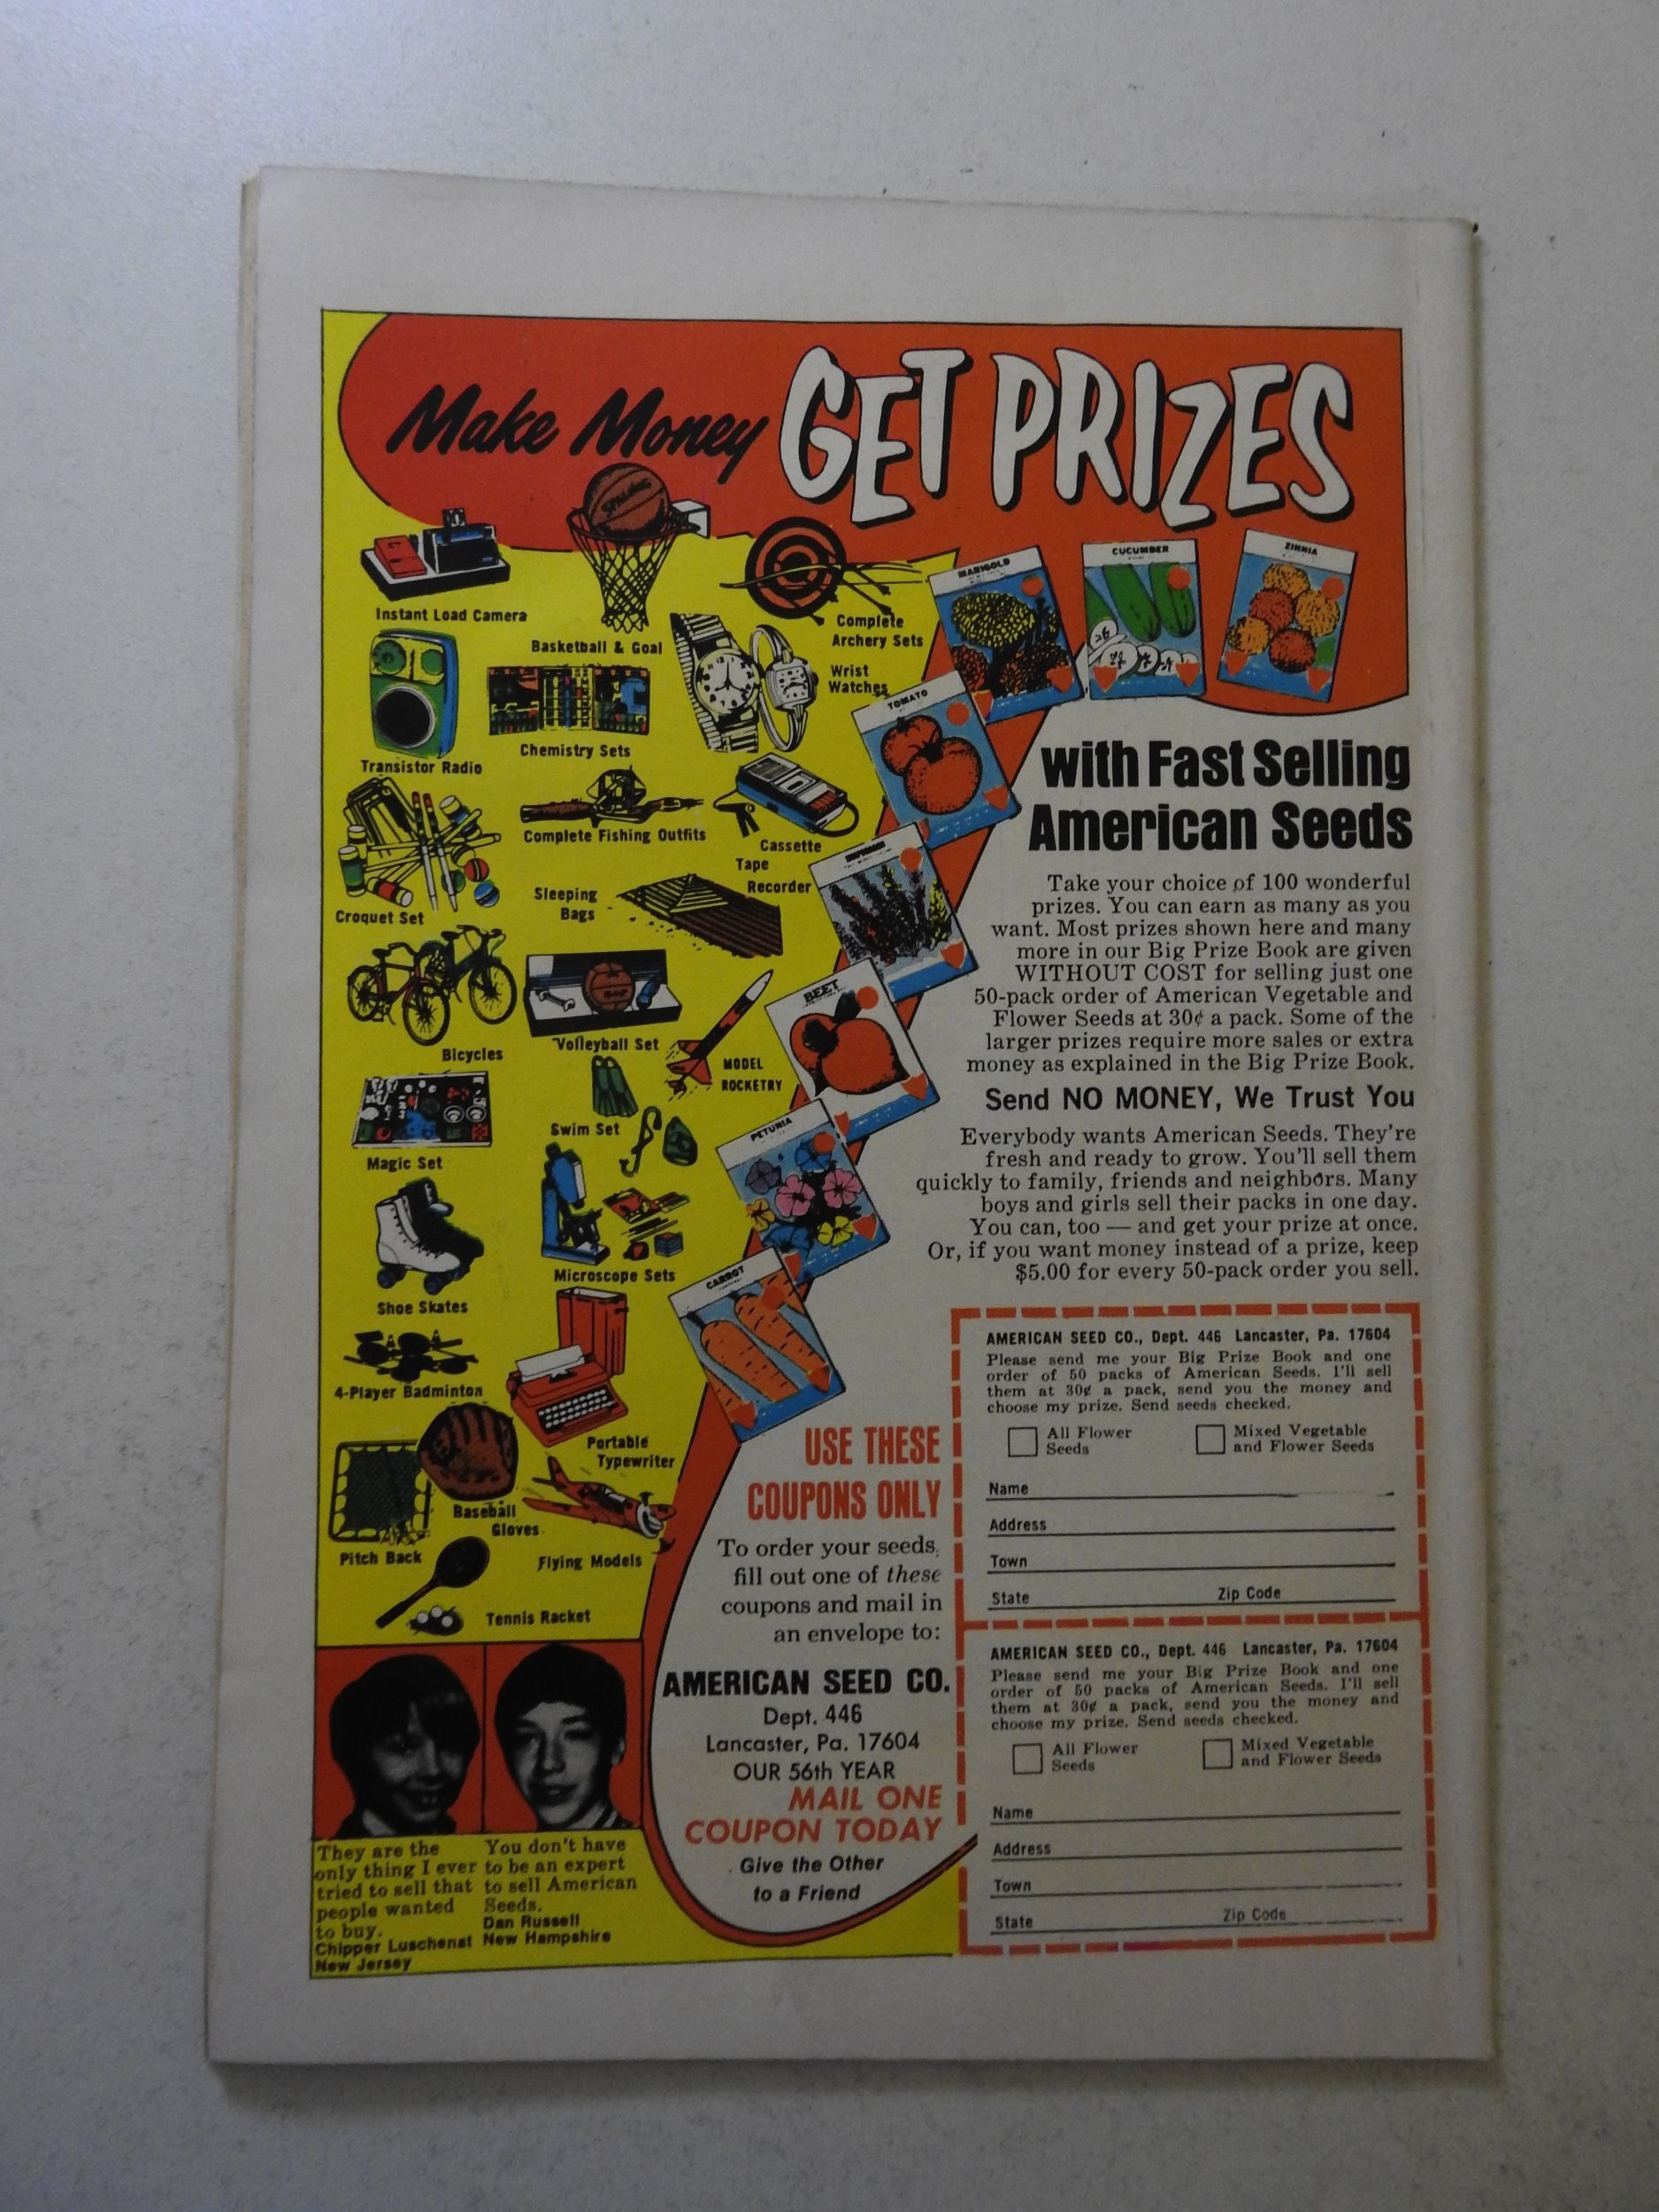 Make Money GET PRIZES
SPALDING
Instant Load Camera
Basketball & Goal
Complete
Archery Sets
Wrist
Watches
Transistor Radio
Chemistry Sets
Complete Fishing Outfits
Cassette
Tape
Recorder
Croquet Set
Sleeping
Bags
Bicycles
Volleyball Set
MODEL
ROCKETRY
Magic Set
Swim Set
Shoe Skates
Microscope Sets
4-Player Badminton
Portable
Typewriter
Baseball
Gloves
Pitch Back
Flying Models
Tennis Racket
MARIGOLD
CUCUMBER
ZINNIA
TOMATO
BEET
PETUNIA
CARROT
with Fast Selling
American Seeds
Take your choice of 100 wonderful
prizes. You can earn as many as you
want. Most prizes shown here and many
more in our Big Prize Book are given
WITHOUT COST for selling just one
50-pack order of American Vegetable and
Flower Seeds at 30¢ a pack. Some of the
larger prizes require more sales or extra
money as explained in the Big Prize Book.
Send NO MONEY, We Trust You
Everybody wants American Seeds. They're
fresh and ready to grow. You'll sell them
quickly to family, friends and neighbors. Many
boys and girls sell their packs in one day.
You can, too — and get your prize at once.
Or, if you want money instead of a prize, keep
$5.00 for every 50-pack order you sell.
USE THESE
COUPONS ONLY
To order your seeds,
fill out one of these
coupons and mail in
an envelope to:
AMERICAN SEED CO.
Dept. 446
Lancaster, Pa. 17604
OUR 56th YEAR
MAIL ONE
COUPON TODAY
Give the Other
to a Friend
AMERICAN SEED CO., Dept. 446 Lancaster, Pa. 17604
Please send me your Big Prize Book and one
order of 50 packs of American Seeds. I'll sell
them at 30¢ a pack, send you the money and
choose my prize. Send seeds checked.
All Flower
Seeds
Mixed Vegetable
and Flower Seeds
Name
Address
Town
State Zip Code
AMERICAN SEED CO., Dept. 446 Lancaster, Pa. 17604
Please send me your Big Prize Book and one
order of 50 packs of American Seeds. I'll sell
them at 30¢ a pack, send you the money and
choose my prize. Send seeds checked.
All Flower
Seeds
Mixed Vegetable
and Flower Seeds
Name
Address
Town
State Zip Code
They are the
only thing I ever
tried to sell that
people wanted
to buy.
Chipper Luschenat
New Jersey
You don't have
to be an expert
to sell American
Seeds.
Dan Russell
New Hampshire